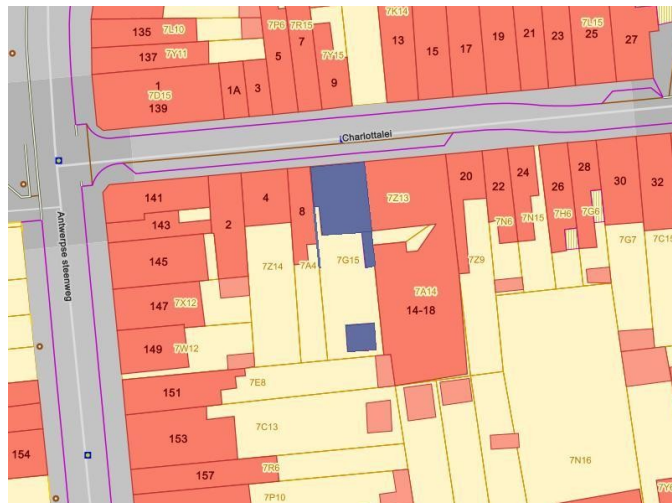 7L10
7P6
7R15
7K14
7L15
135
7
13
15
17
19
21
23
25
27
137
7Y11
5
7Y15
1
7D15
139
1A
3
9
Charlottalei
141
143
2
4
8
7Z13
20
22
24
26
28
30
32
7N6
7N15
7H6
7G6
7G7
7C15
145
7Z14
7A4
7G15
7Z9
Antwerpse steenweg
147
7X12
7A14
14-18
149
7W12
151
7E8
153
7C13
154
157
7R6
7P10
7N16